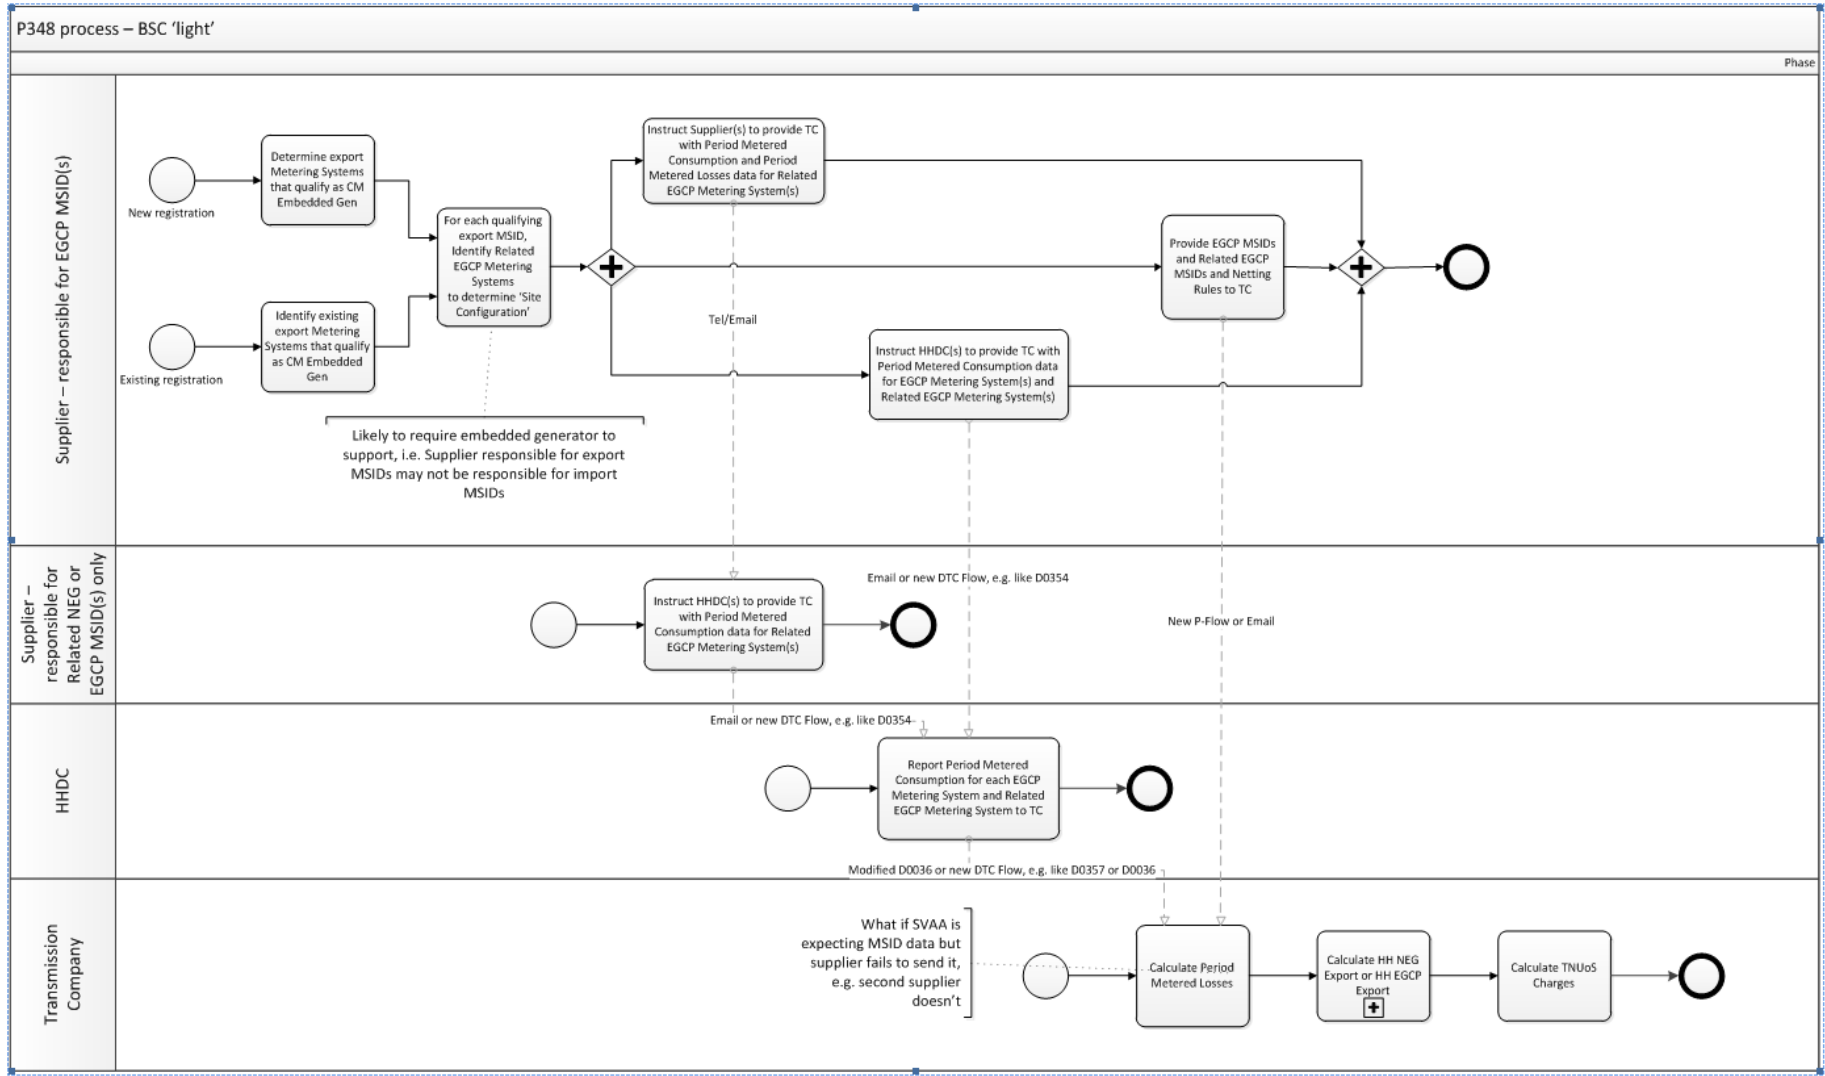 P348 process – BSC ‘light’
Phase
Supplier – responsible for EGCP MSID(s)
New registration
Determine export
Metering Systems
that qualify as CM
Embedded Gen
Existing registration
Identify existing
export Metering
Systems that qualify
as CM Embedded
Gen
For each qualifying
export MSID,
Identify Related
EGCP Metering
Systems
to determine ‘Site
Configuration’
Likely to require embedded generator to
support, i.e. Supplier responsible for export
MSIDs may not be responsible for import
MSIDs
Instruct Supplier(s) to provide TC
with Period Metered
Consumption and Period
Metered Losses data for Related
EGCP Metering System(s)
Tel/Email
Instruct HHDC(s) to provide TC with
Period Metered Consumption data
for EGCP Metering System(s) and
Related EGCP Metering System(s)
Provide EGCP MSIDs
and Related EGCP
MSIDs and Netting
Rules to TC
Supplier –
responsible for
Related NEG or
EGCP MSID(s) only
Instruct HHDC(s) to provide TC
with Period Metered
Consumption data for Related
EGCP Metering System(s)
Email or new DTC Flow, e.g. like D0354
New P-Flow or Email
HHDC
Email or new DTC Flow, e.g. like D0354
Report Period Metered
Consumption for each EGCP
Metering System and Related
EGCP Metering System to TC
Modified D0036 or new DTC Flow, e.g. like D0357 or D0036
Transmission
Company
What if SVAA is
expecting MSID data but
supplier fails to send it,
e.g. second supplier
doesn’t
Calculate Period
Metered Losses
Calculate HH NEG
Export or HH EGCP
Export
Calculate TNUoS
Charges